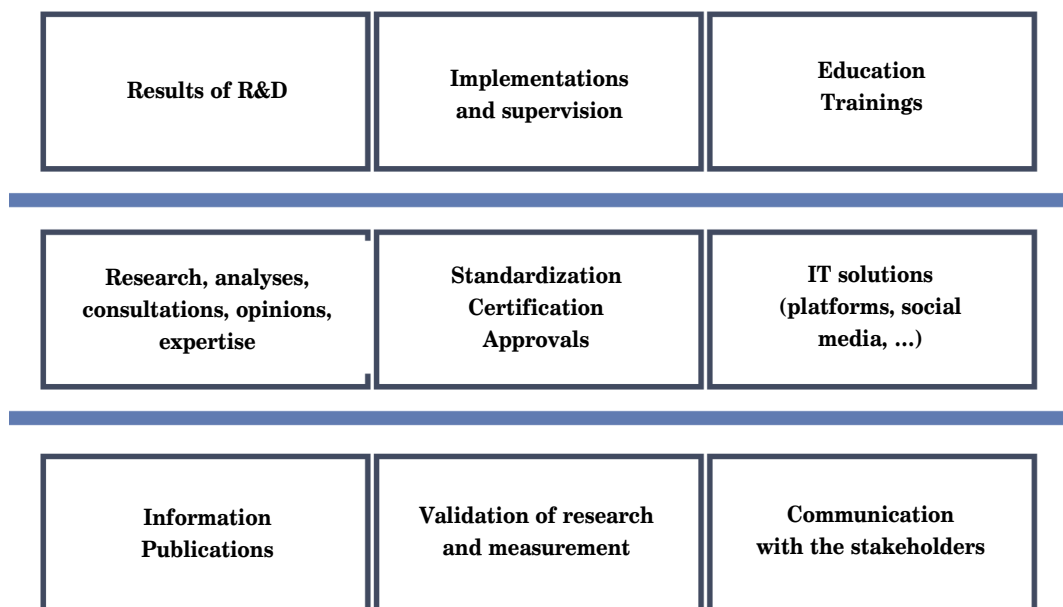 Results of R&D
Implementations
and supervision
Education
Trainings
Research, analyses,
consultations, opinions,
expertise
Standardization
Certification
Approvals
IT solutions
(platforms, social
media, ...)
Information
Publications
Validation of research
and measurement
Communication
with the stakeholders